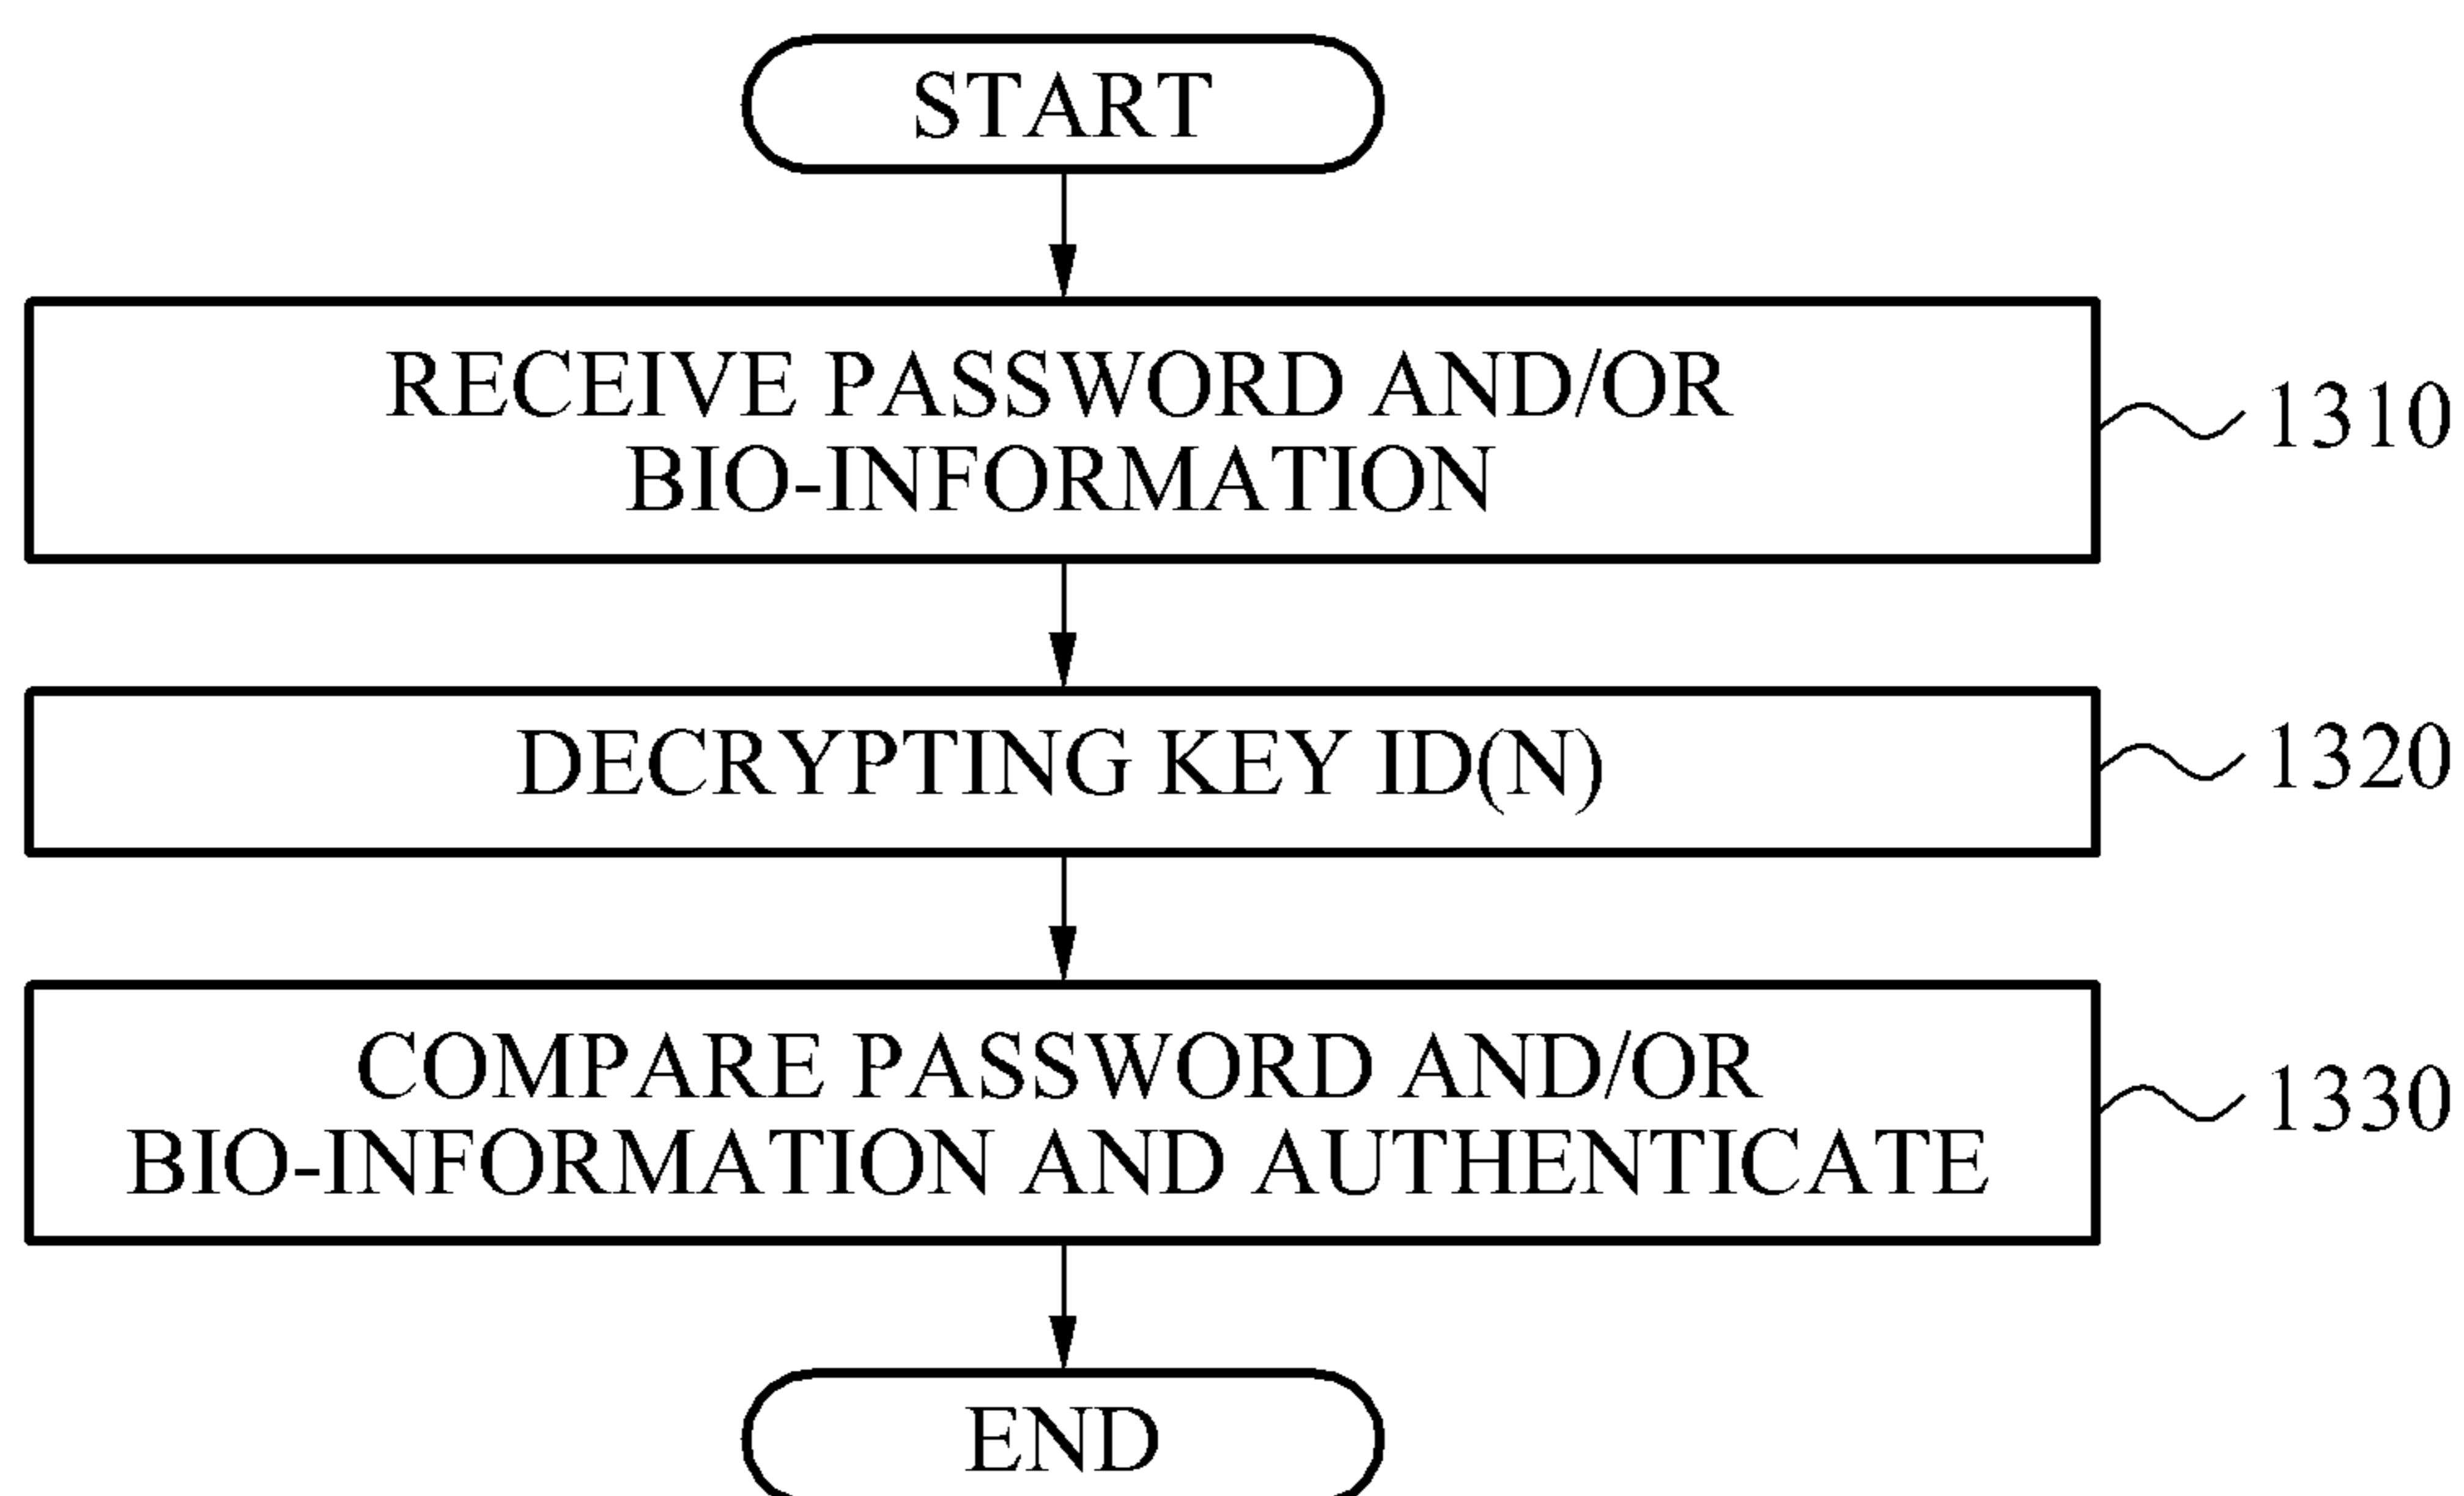 START
RECEIVE PASSWORD AND/OR
BIO-INFORMATION
1310
DECRYPTING KEY ID(N)
1320
COMPARE PASSWORD AND/OR
BIO-INFORMATION AND AUTHENTICATE
1330
END